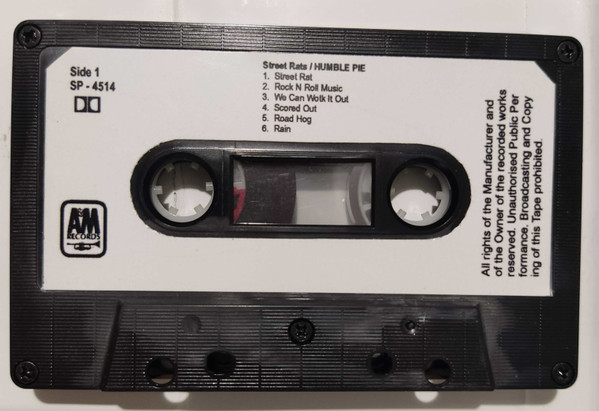 Side 1
SP - 4514
Street Rats / HUMBLE PIE
1. Street Rat
2. Rock N Roll Music
3. We Can Wotk It Out
4. Scored Out
5. Road Hog
6. Rain
A&M
RECORDS
All rights of the Manufacturer and
of the Owner of the recorded works
reserved. Unauthorised Public Per
formance. Broadcasting and Copy
ing of this Tape prohibited.